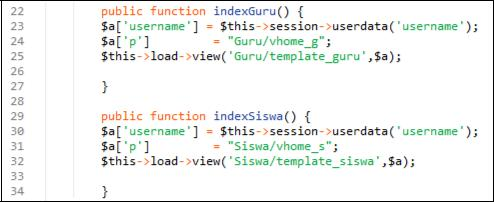 22 public function indexGuru() {
23 $a['username'] = $this->session->userdata('username');
24 $a['p'] = "Guru/vhome_g";
25 $this->load->view('Guru/template_guru',$a);
26
27 }
28
29 public function indexSiswa() {
30 $a['username'] = $this->session->userdata('username');
31 $a['p'] = "Siswa/vhome_s";
32 $this->load->view('Siswa/template_siswa',$a);
33
34 }